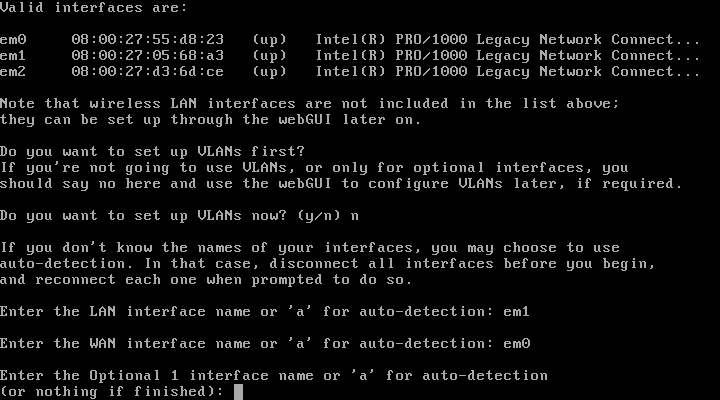 Valid interfaces are:
em0 08:00:27:55:d8:23 (up) Intel(R) PRO/1000 Legacy Network Connect...
em1 08:00:27:05:68:a3 (up) Intel(R) PRO/1000 Legacy Network Connect...
em2 08:00:27:d3:6d:ce (up) Intel(R) PRO/1000 Legacy Network Connect...
Note that wireless LAN interfaces are not included in the list above;
they can be set up through the webGUI later on.
Do you want to set up VLANs first?
If you're not going to use VLANs, or only for optional interfaces, you
should say no here and use the webGUI to configure VLANs later, if required.
Do you want to set up VLANs now? (y/n) n
If you don't know the names of your interfaces, you may choose to use
auto-detection. In that case, disconnect all interfaces before you begin,
and reconnect each one when prompted to do so.
Enter the LAN interface name or 'a' for auto-detection: em1
Enter the WAN interface name or 'a' for auto-detection: em0
Enter the Optional 1 interface name or 'a' for auto-detection
(or nothing if finished):